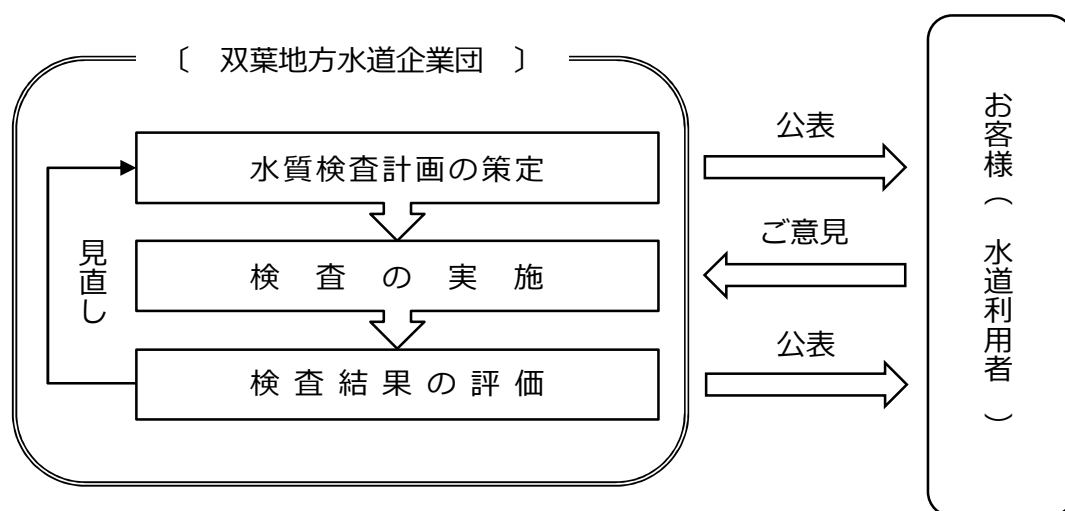 〔 双葉地方水道企業団 〕
水質検査計画の策定
検査の実施
検査結果の評価
見直し
公表
ご意見
公表
お客様(水道利用者)